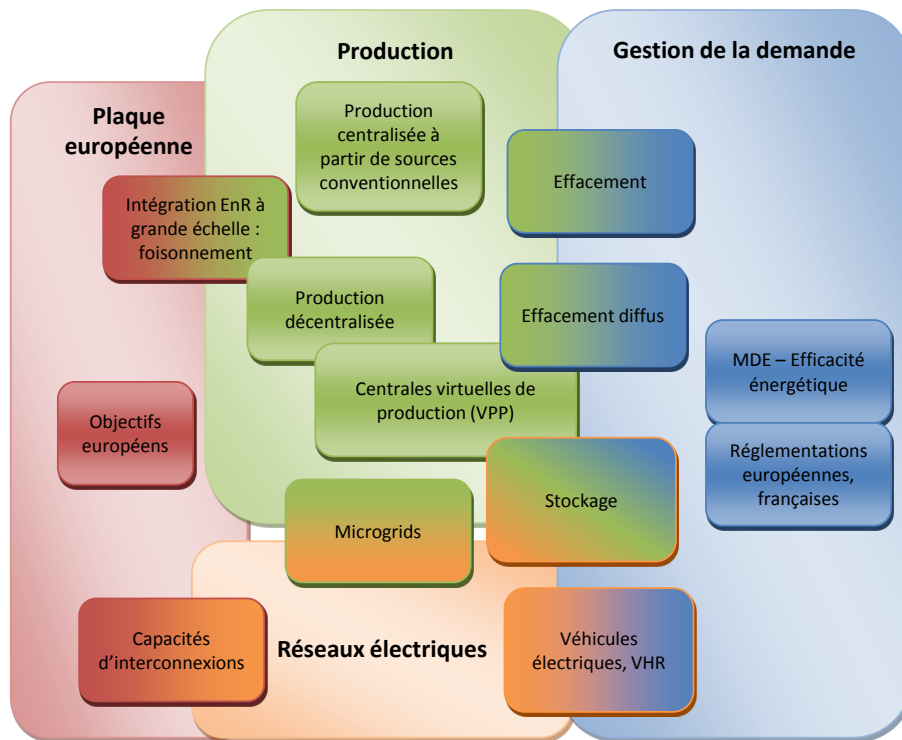 Production
Gestion de la demande
Plaque
européenne
Production
centralisée à
partir de sources
conventionnelles
Effacement
Intégration EnR à
grande échelle :
foisonnement
Production
décentralisée
Effacement diffus
MDE – Efficacité
énergétique
Centrales virtuelles de
production (VPP)
Objectifs
européens
Réglementations
européennes,
françaises
Stockage
Microgrids
Capacités
d’interconnexions
Réseaux électriques
Véhicules
électriques, VHR